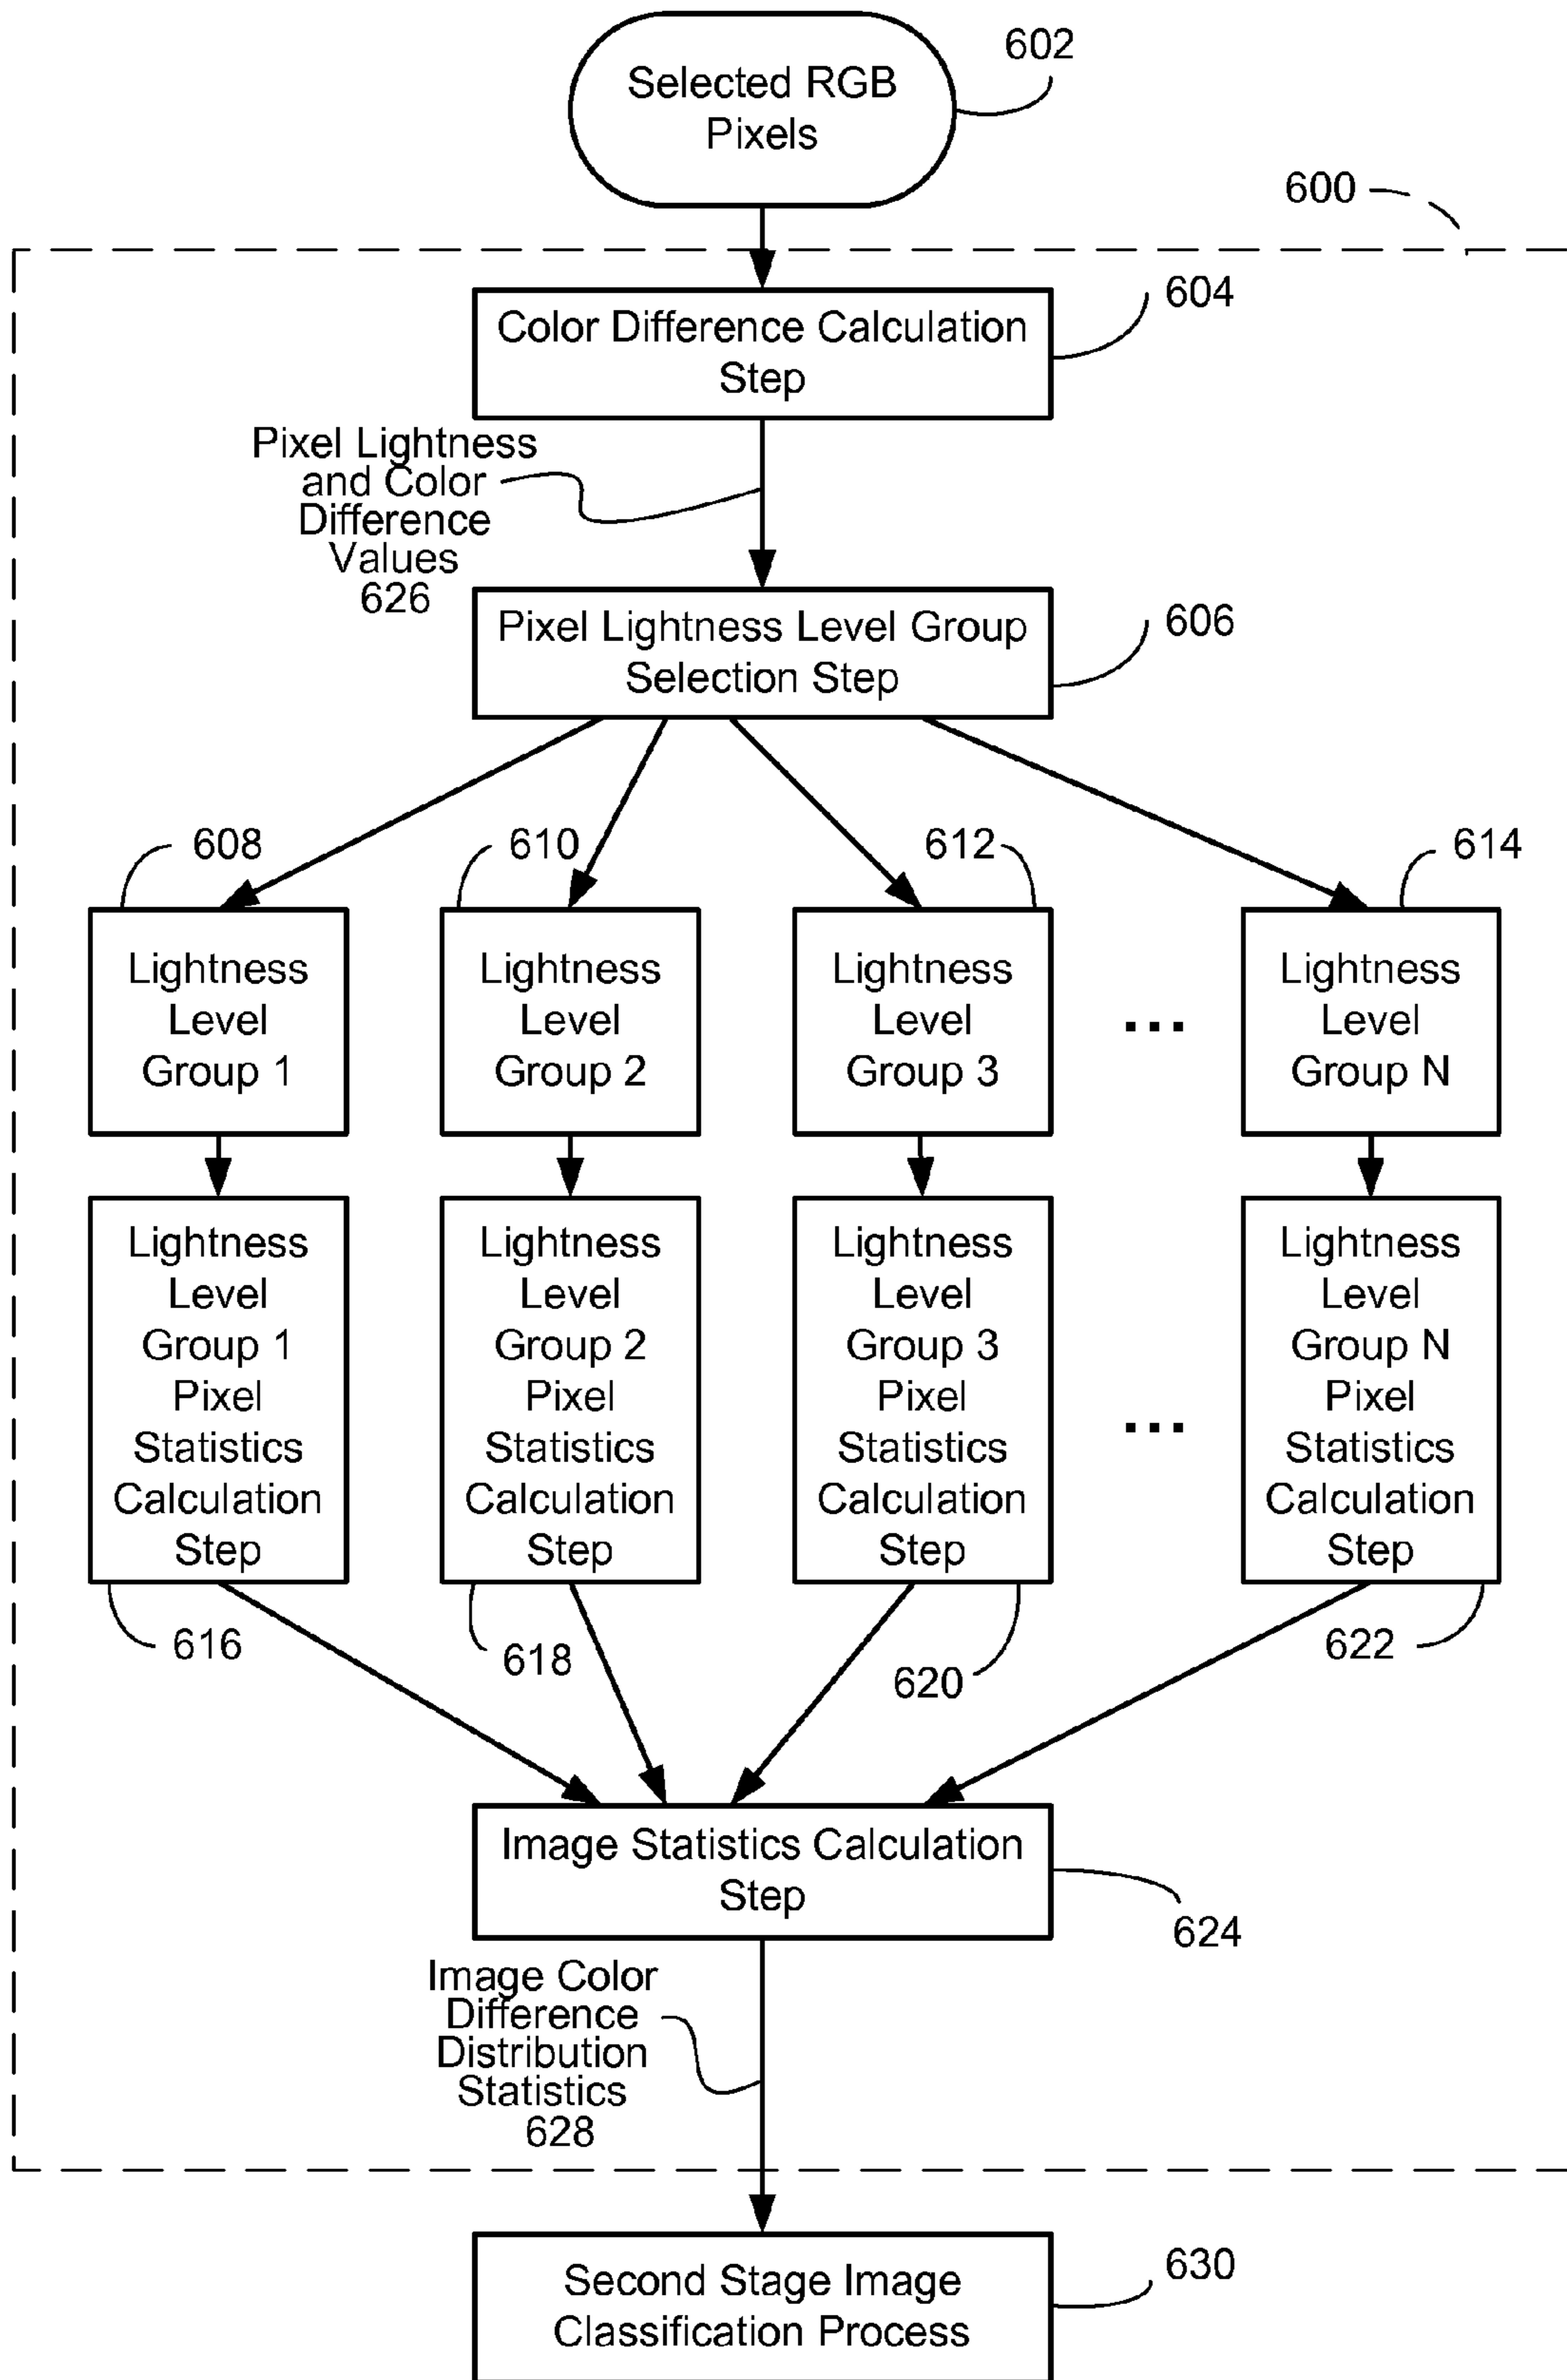 Selected RGB
Pixels
602
600
Color Difference Calculation
Step
604
Pixel Lightness
and Color
Difference
Values
626
Pixel Lightness Level Group
Selection Step
606
608
610
612
614
Lightness
Level
Group 1
Lightness
Level
Group 2
Lightness
Level
Group 3
...
Lightness
Level
Group N
Lightness
Level
Group 1
Pixel
Statistics
Calculation
Step
Lightness
Level
Group 2
Pixel
Statistics
Calculation
Step
Lightness
Level
Group 3
Pixel
Statistics
Calculation
Step
...
Lightness
Level
Group N
Pixel
Statistics
Calculation
Step
616
618
620
622
Image Statistics Calculation
Step
624
Image Color
Difference
Distribution
Statistics
628
Second Stage Image
Classification Process
630